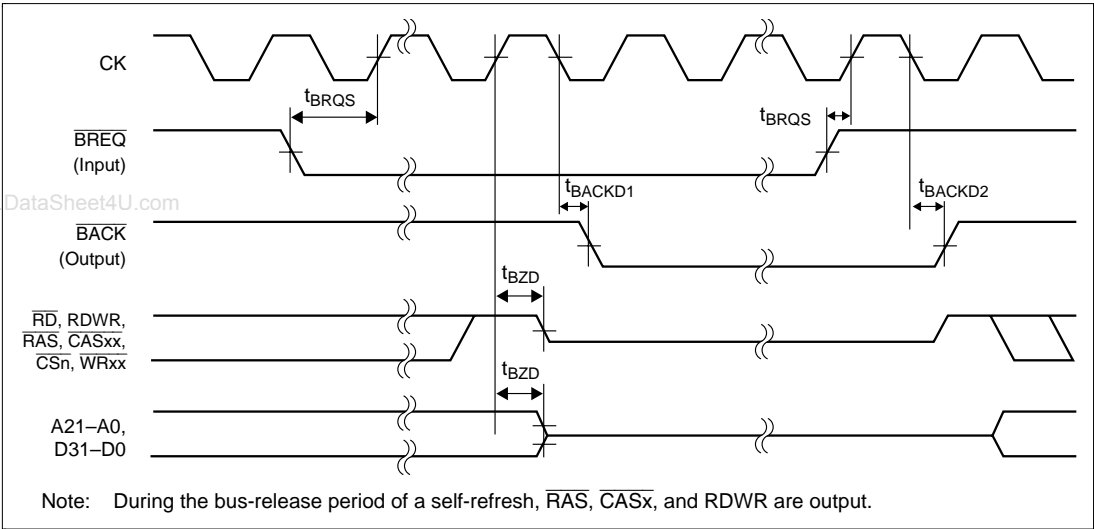 CK
tBRQS
tBRQS
BREQ
(Input)
.DataSheet4U.com
tBACKD1
tBACKD2
BACK
(Output)
tBZD
RD, RDWR,
RAS, CASxx,
CSn, WRxx
tBZD
A21–A0,
D31–D0
Note: During the bus-release period of a self-refresh, RAS, CASx, and RDWR are output.